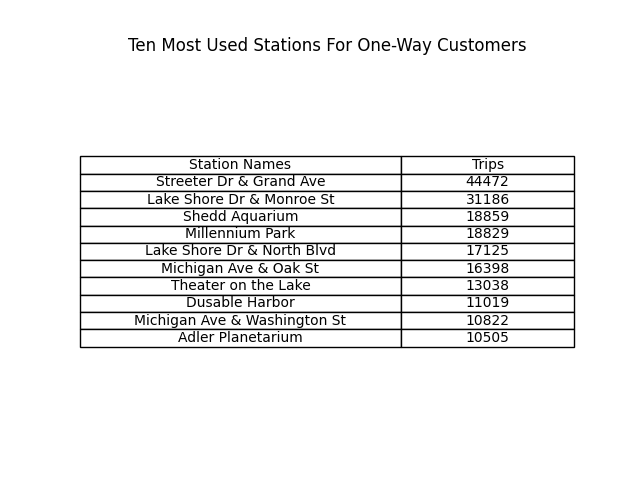 Ten Most Used Stations For One-Way Customers
Station Names Trips
Streeter Dr & Grand Ave 44472
Lake Shore Dr & Monroe St 31186
Shedd Aquarium 18859
Millennium Park 18829
Lake Shore Dr & North Blvd 17125
Michigan Ave & Oak St 16398
Theater on the Lake 13038
Dusable Harbor 11019
Michigan Ave & Washington St 10822
Adler Planetarium 10505